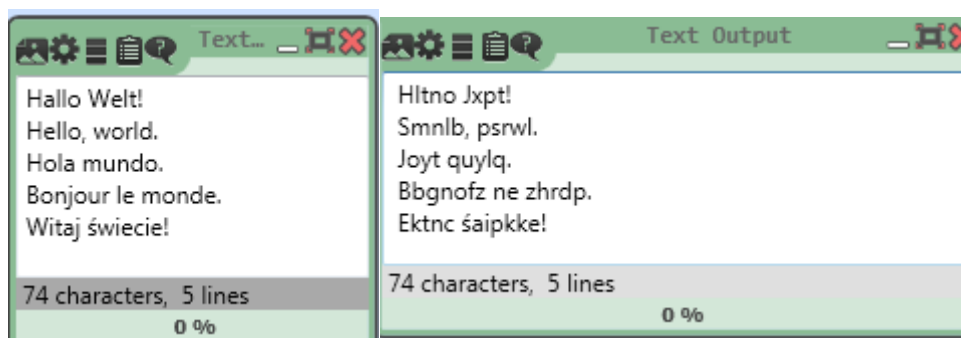 Text...
Hallo Welt!
Hello, world.
Hola mundo.
Bonjour le monde.
Witaj świecie!
74 characters, 5 lines
0 %
Text Output
Hltno Jxpt!
Smnlb, psrwl.
Joyt quylq.
Bbgnofz ne zhrdp.
Ektnc śaipkke!
74 characters, 5 lines
0 %